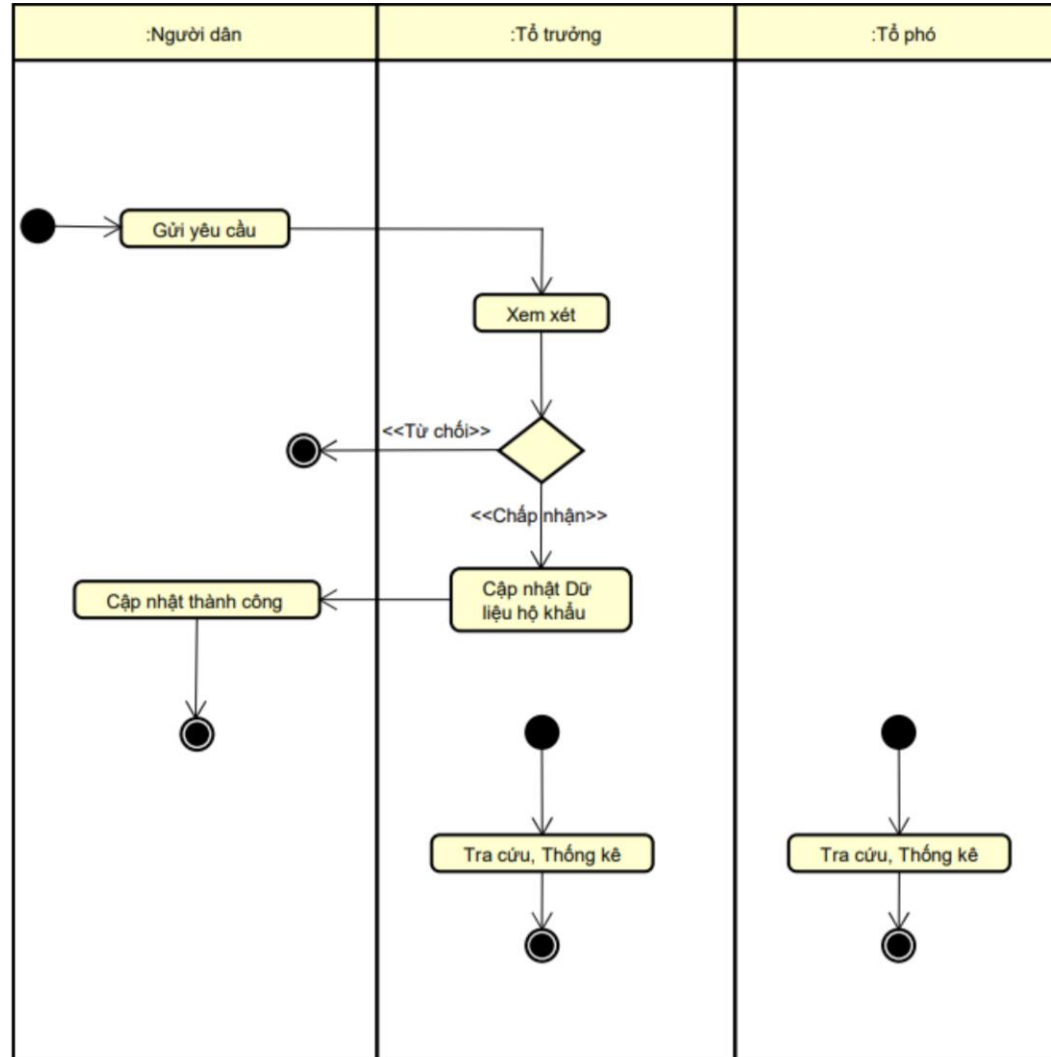 :Người dân
:Tổ trưởng
:Tổ phó
Gửi yêu cầu
Xem xét
<<Từ chối>>
<<Chấp nhận>>
Cập nhật thành công
Cập nhật Dữ
liệu hộ khẩu
Tra cứu, Thống kê
Tra cứu, Thống kê